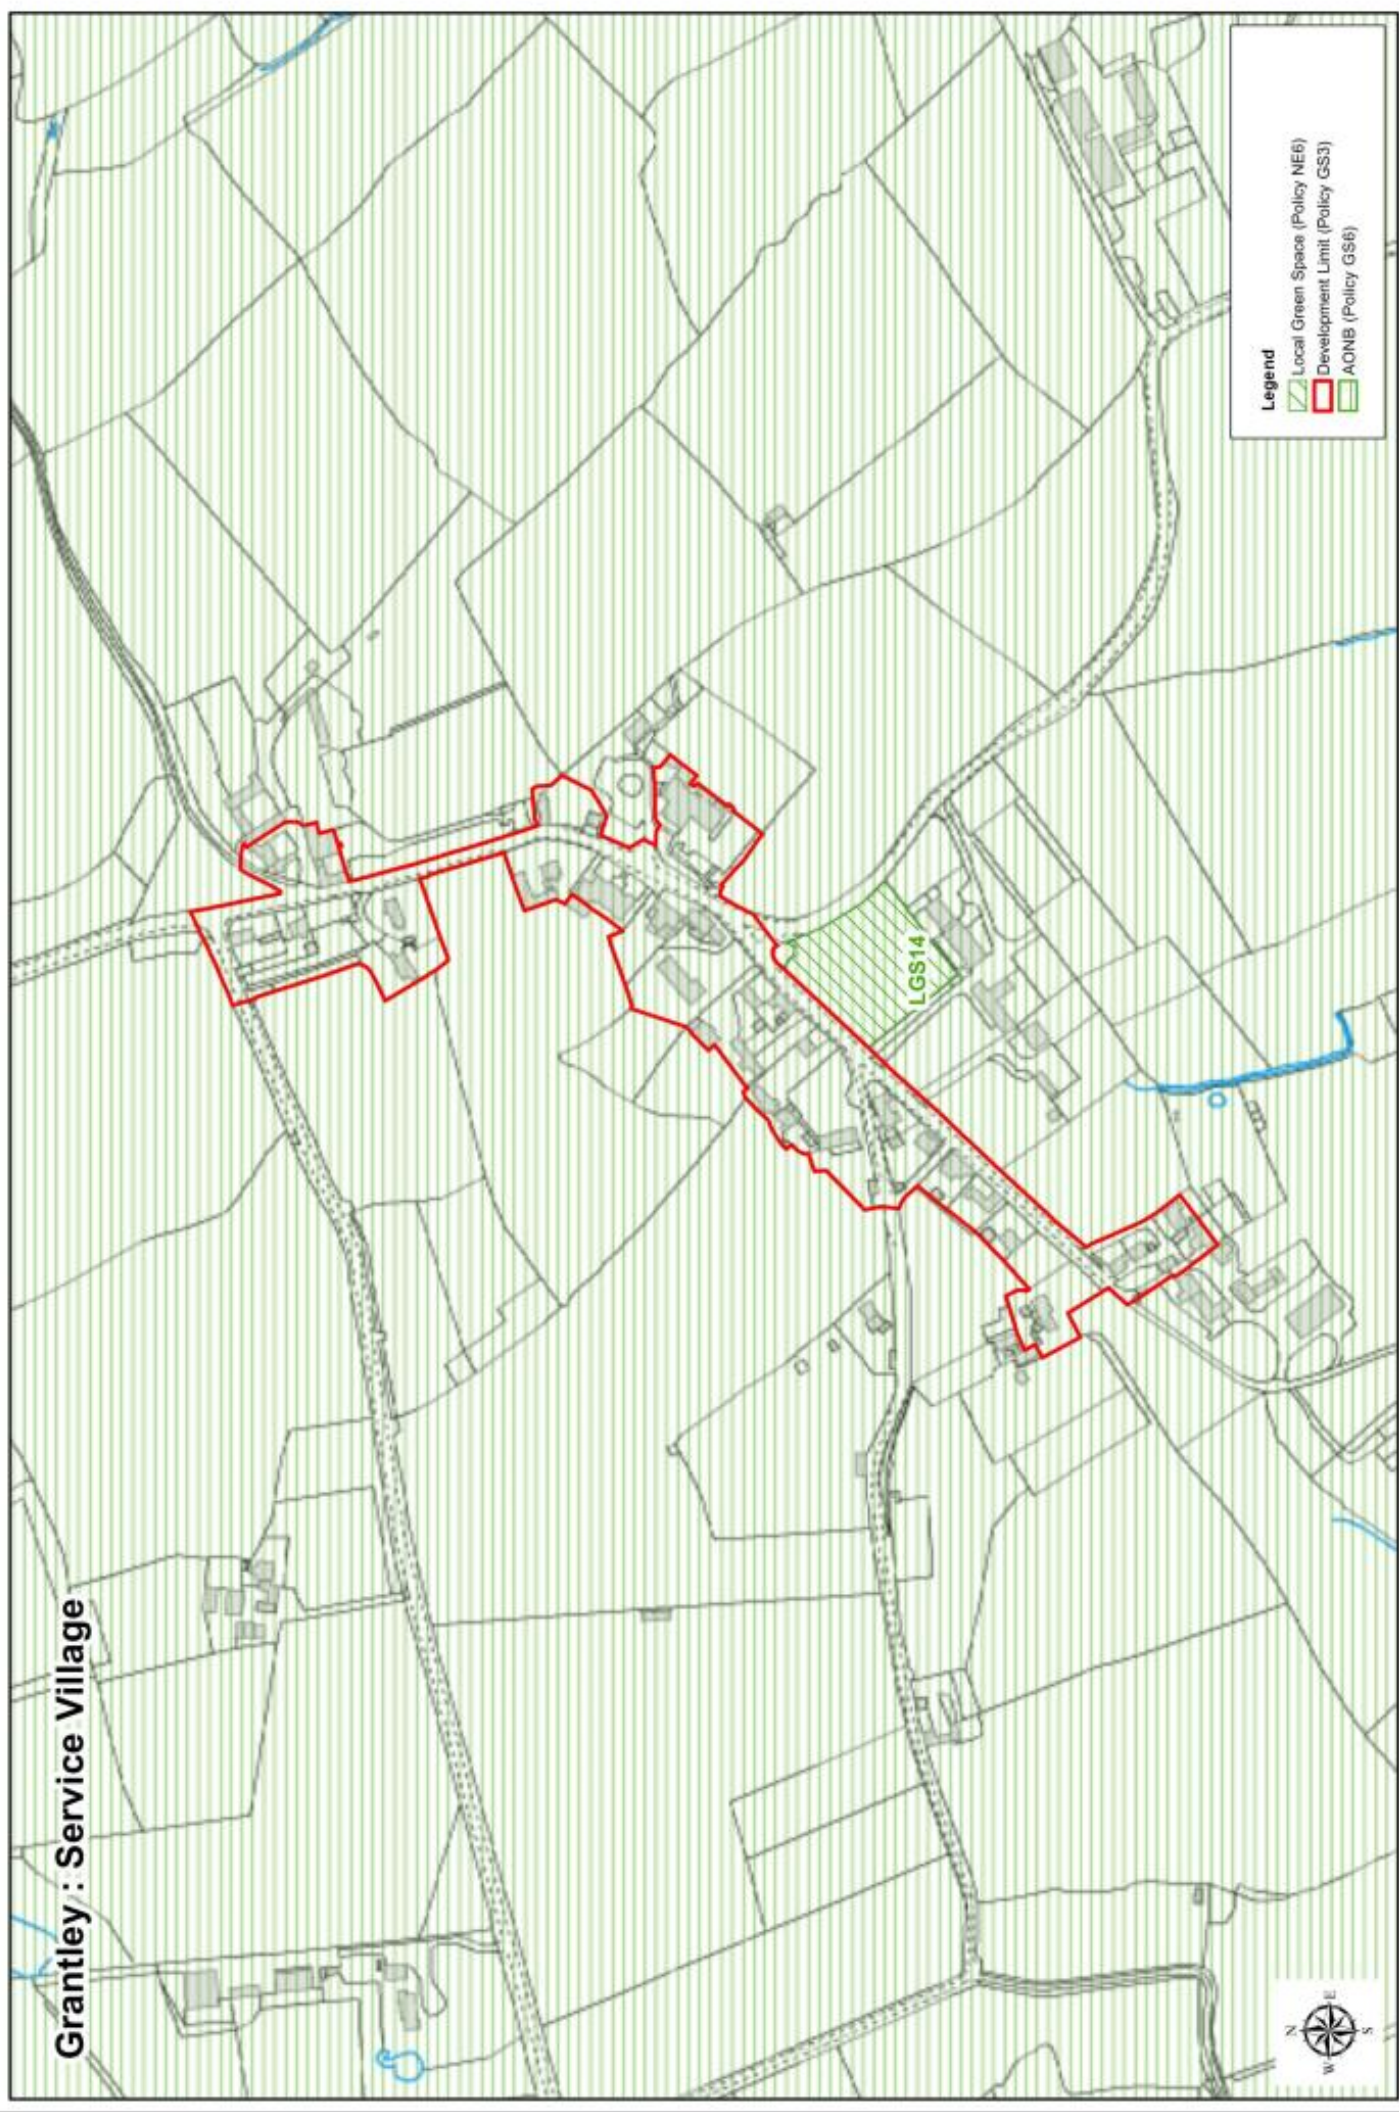 Grantley : Service Village
LGS14
Legend
Local Green Space (Policy NE6)
Development Limit (Policy GS3)
AONB (Policy GS6)
N
W E
S